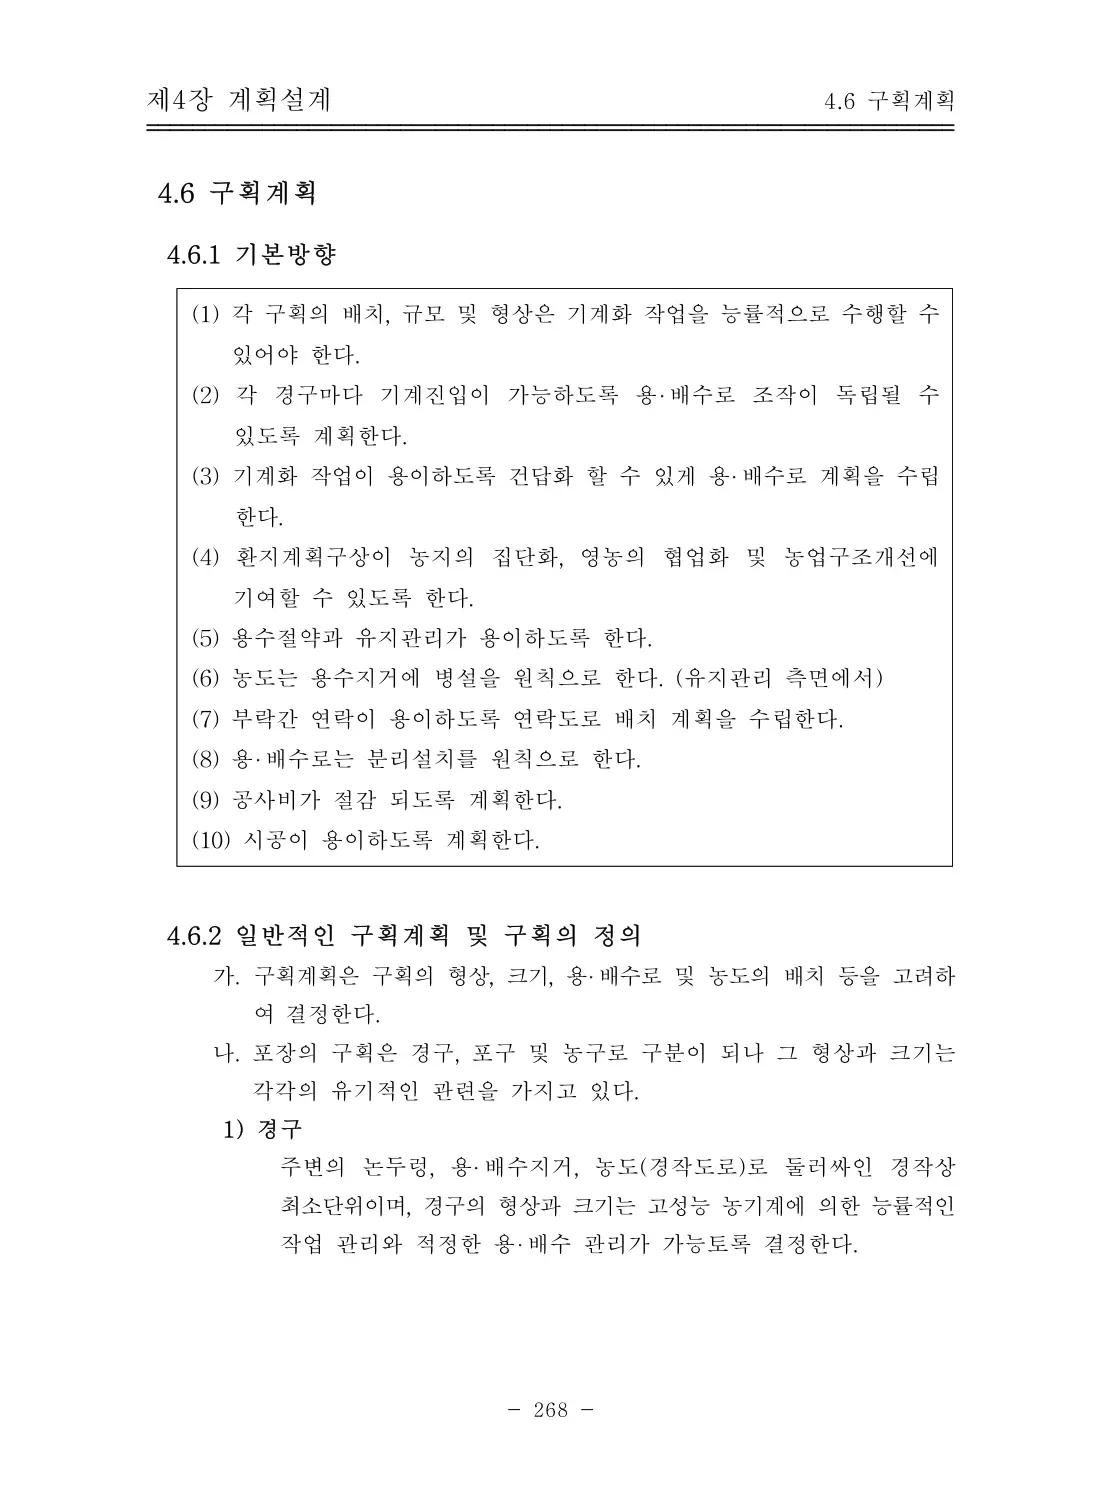 제4장 계획설계
4.6 구획계획
4.6 구획계획
4.6.1 기본방향
(1) 각 구획의 배치, 규모 및 형상은 기계화 작업을 능률적으로 수행할 수
있어야 한다.
(2) 각 경구마다 기계진입이 가능하도록 용·배수로 조작이 독립될 수
있도록 계획한다.
(3) 기계화 작업이 용이하도록 건답화 할 수 있게 용·배수로 계획을 수립
한다.
(4) 환지계획구상이 농지의 집단화, 영농의 협업화 및 농업구조개선에
기여할 수 있도록 한다.
(5) 용수절약과 유지관리가 용이하도록 한다.
(6) 농도는 용수지거에 병설을 원칙으로 한다. (유지관리 측면에서)
(7) 부락간 연락이 용이하도록 연락도로 배치 계획을 수립한다.
(8) 용·배수로는 분리설치를 원칙으로 한다.
(9) 공사비가 절감 되도록 계획한다.
(10) 시공이 용이하도록 계획한다.
4.6.2 일반적인 구획계획 및 구획의 정의
가. 구획계획은 구획의 형상, 크기, 용·배수로 및 농도의 배치 등을 고려하
여 결정한다.
나. 포장의 구획은 경구, 포구 및 농구로 구분이 되나 그 형상과 크기는
각각의 유기적인 관련을 가지고 있다.
1) 경구
주변의 논두렁, 용·배수지거, 농도(경작도로)로 둘러싸인 경작상
최소단위이며, 경구의 형상과 크기는 고성능 농기계에 의한 능률적인
작업 관리와 적정한 용·배수 관리가 가능토록 결정한다.
- 268 -